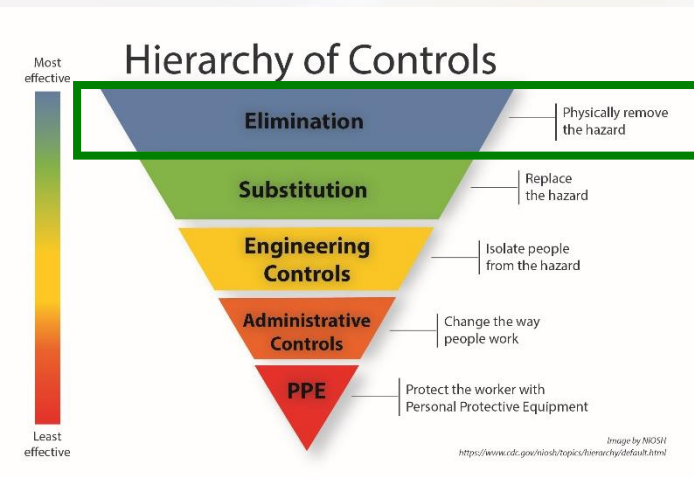 Hierarchy of Controls
Most
effective
Elimination
Physically remove
the hazard
Substitution
Replace
the hazard
Engineering
Controls
Isolate people
from the hazard
Administrative
Controls
Change the way
people work
PPE
Protect the worker with
Personal Protective Equipment
Least
effective
Image by NIOSH
https://www.cdc.gov/niosh/topics/hierarchy/default.html